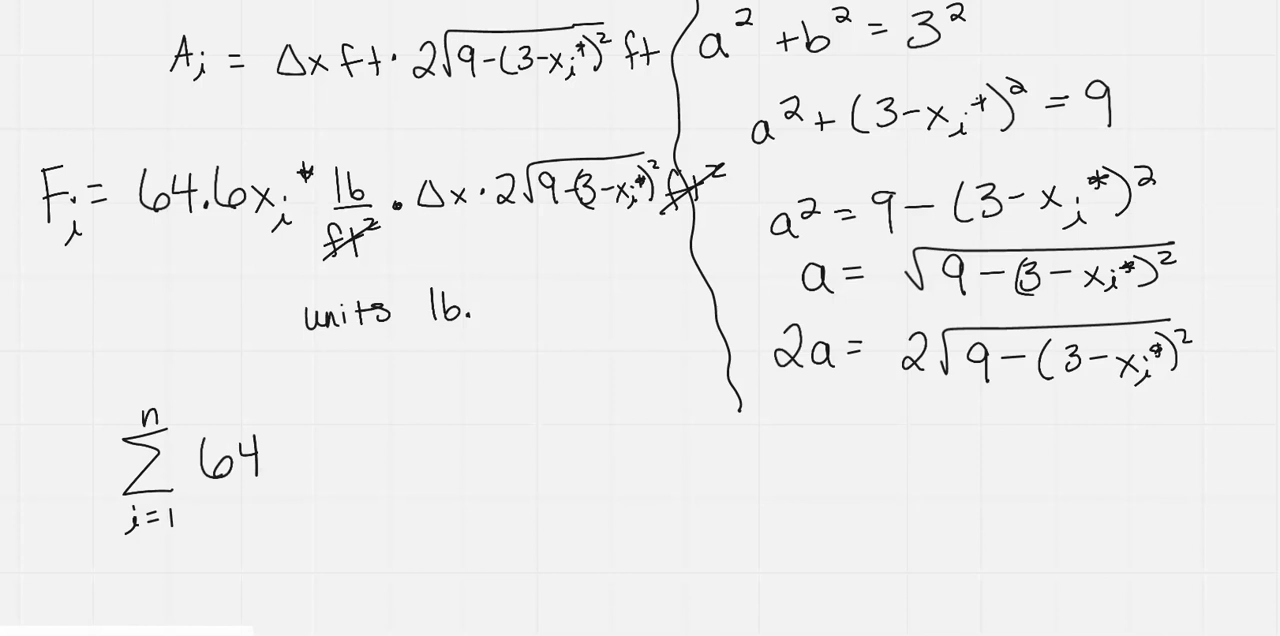 Aᵢ = Δx ft · 2√(9-(3-xᵢ*)²) ft
Fᵢ = 64.6xᵢ* lb/ft² · Δx · 2√(9-(3-xᵢ*)²) ft²
units lb.
n
Σ 64
i=1
a² + b² = 3²
a² + (3-xᵢ*)² = 9
a² = 9 - (3-xᵢ*)²
a = √(9-(3-xᵢ*)²)
2a = 2√(9-(3-xᵢ*)²)